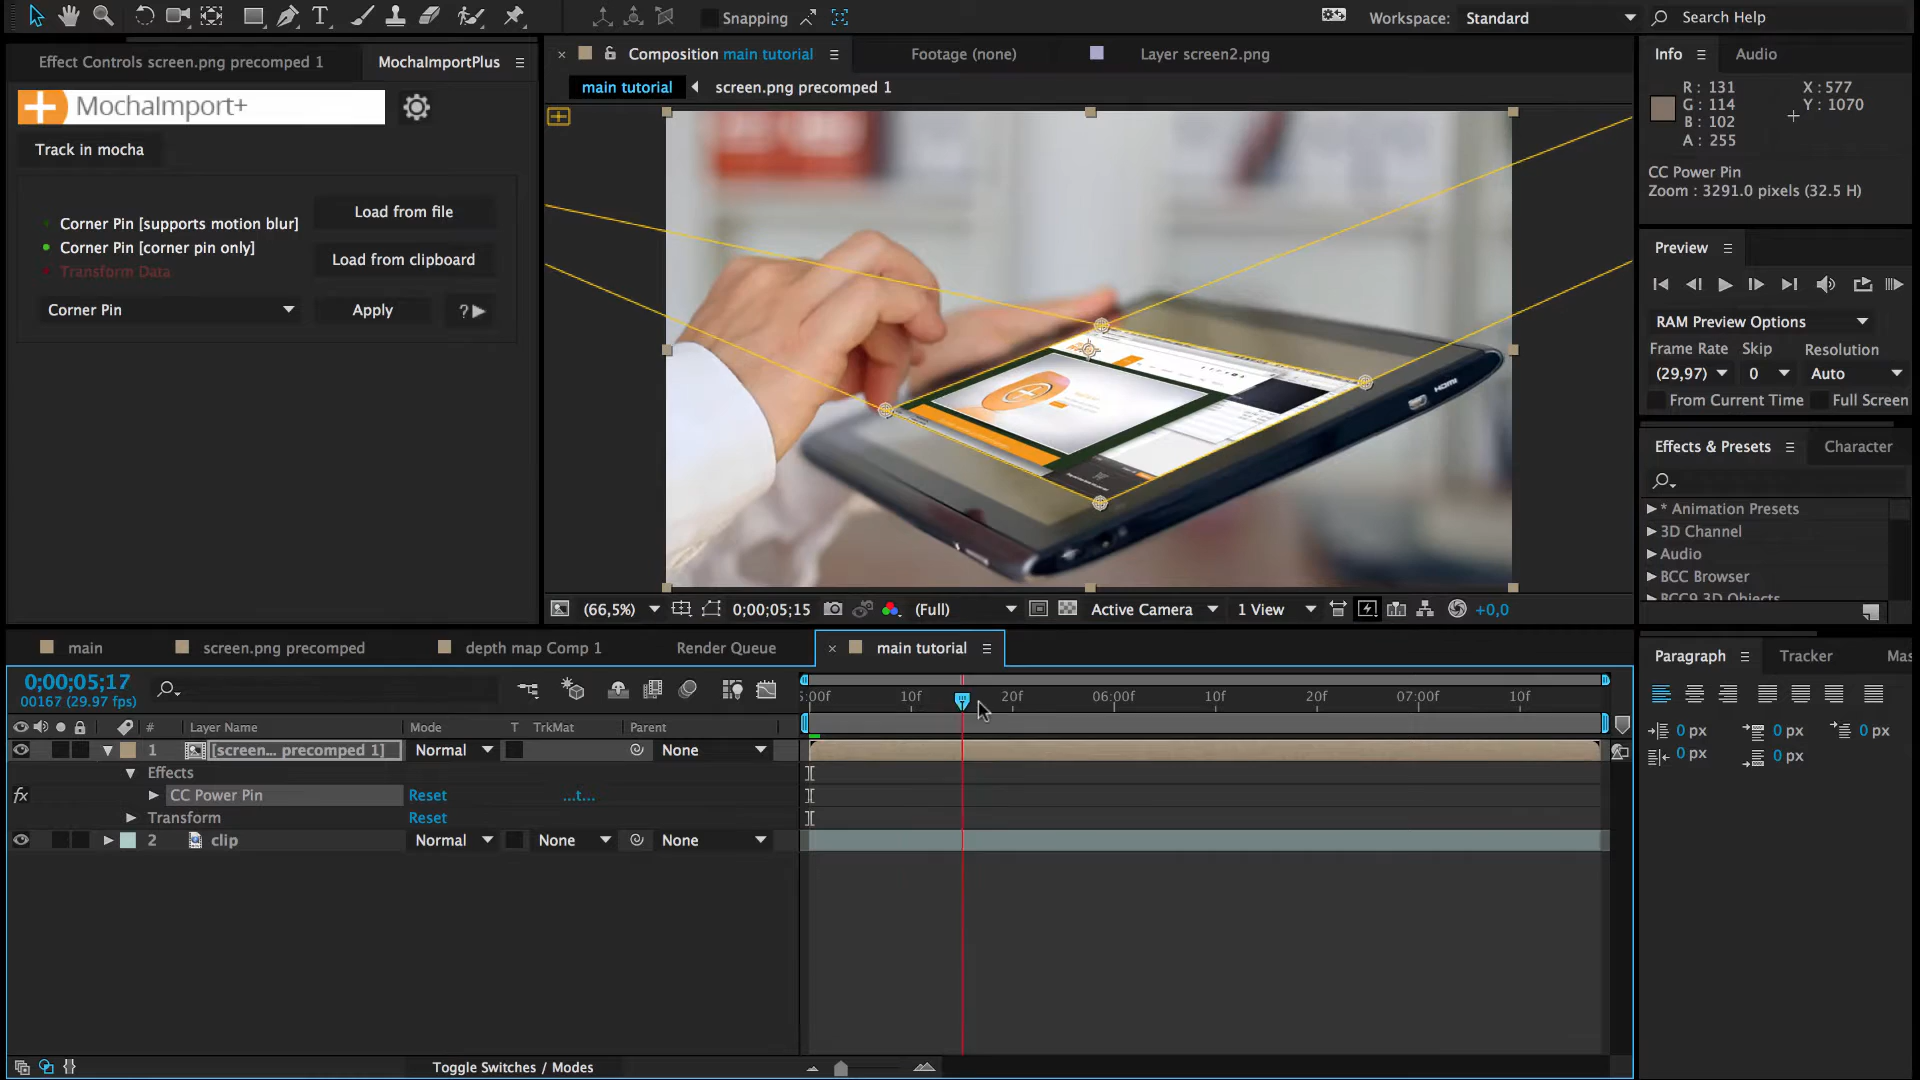 Snapping
Workspace: Standard
Search Help
Effect Controls screen.png precomped 1
MochaImportPlus
Composition main tutorial
Footage (none)
Layer screen2.png
Info
Audio
main tutorial
screen.png precomped 1
R : 131
G : 114
B : 102
A : 255
X : 577
Y : 1070
MochaImport+
Track in mocha
CC Power Pin
Zoom : 3291.0 pixels (32.5 H)
Corner Pin [supports motion blur]
Corner Pin [corner pin only]
Transform Data
Load from file
Load from clipboard
Corner Pin
Apply
?
Preview
RAM Preview Options
Frame Rate
Skip
Resolution
(29,97)
0
Auto
From Current Time
Full Screen
HDMI
Effects & Presets
Character
* Animation Presets
3D Channel
Audio
BCC Browser
BCC9 3D Objects
(66,5%)
0;00;05;15
(Full)
Active Camera
1 View
+0,0
main
screen.png precomped
depth map Comp 1
Render Queue
main tutorial
Paragraph
Tracker
Mas
0;00;05;17
00167 (29.97 fps)
5:00f
10f
20f
06:00f
10f
20f
07:00f
10f
#
Layer Name
Mode
T
TrkMat
Parent
0 px
0 px
0 px
0 px
0 px
1
[screen... precomped 1]
Normal
None
Effects
fx
CC Power Pin
Reset
...t...
Transform
Reset
2
clip
Normal
None
None
Toggle Switches / Modes